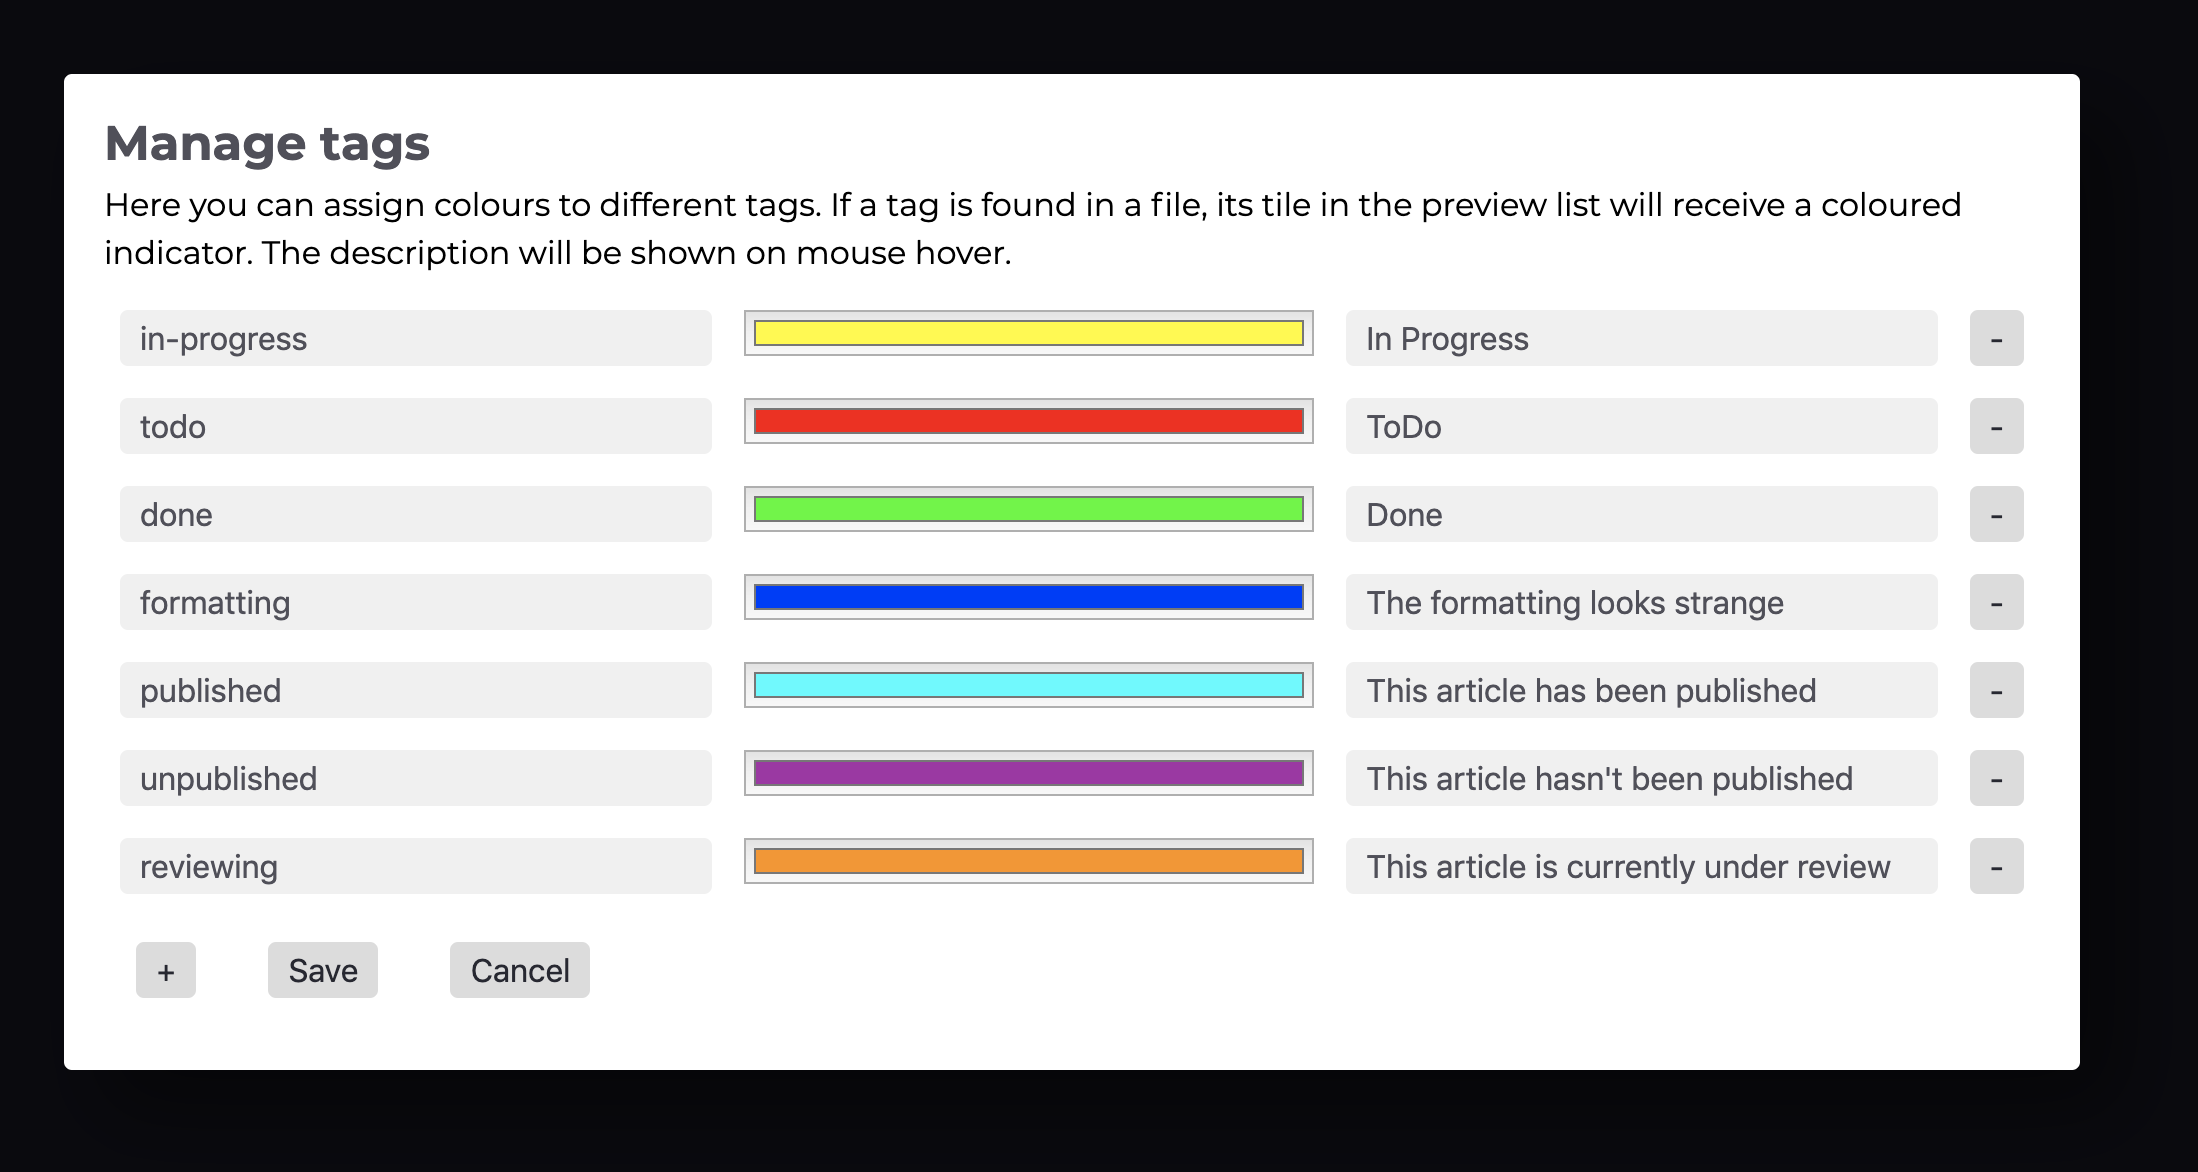 Manage tags
Here you can assign colours to different tags. If a tag is found in a file, its tile in the preview list will receive a coloured
indicator. The description will be shown on mouse hover.
in-progress In Progress -
todo ToDo -
done Done -
formatting The formatting looks strange -
published This article has been published -
unpublished This article hasn't been published -
reviewing This article is currently under review -
+ Save Cancel